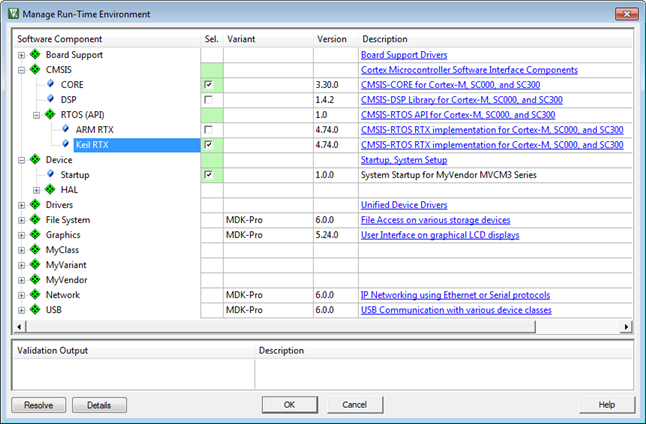 Manage Run-Time Environment
Software Component Sel. Variant Version Description
Board Support Board Support Drivers
CMSIS Cortex Microcontroller Software Interface Components
CORE 3.30.0 CMSIS-CORE for Cortex-M, SC000, and SC300
DSP 1.4.2 CMSIS-DSP Library for Cortex-M, SC000, and SC300
RTOS (API) 1.0 CMSIS-RTOS API for Cortex-M, SC000, and SC300
ARM RTX 4.74.0 CMSIS-RTOS RTX implementation for Cortex-M, SC000, and SC300
Keil RTX 4.74.0 CMSIS-RTOS RTX implementation for Cortex-M, SC000, and SC300
Device Startup, System Setup
Startup 1.0.0 System Startup for MyVendor MVCM3 Series
HAL
Drivers Unified Device Drivers
File System MDK-Pro 6.0.0 File Access on various storage devices
Graphics MDK-Pro 5.24.0 User Interface on graphical LCD displays
MyClass
MyVariant
MyVendor
Network MDK-Pro 6.0.0 IP Networking using Ethernet or Serial protocols
USB MDK-Pro 6.0.0 USB Communication with various device classes
Validation Output Description
Resolve Details OK Cancel Help